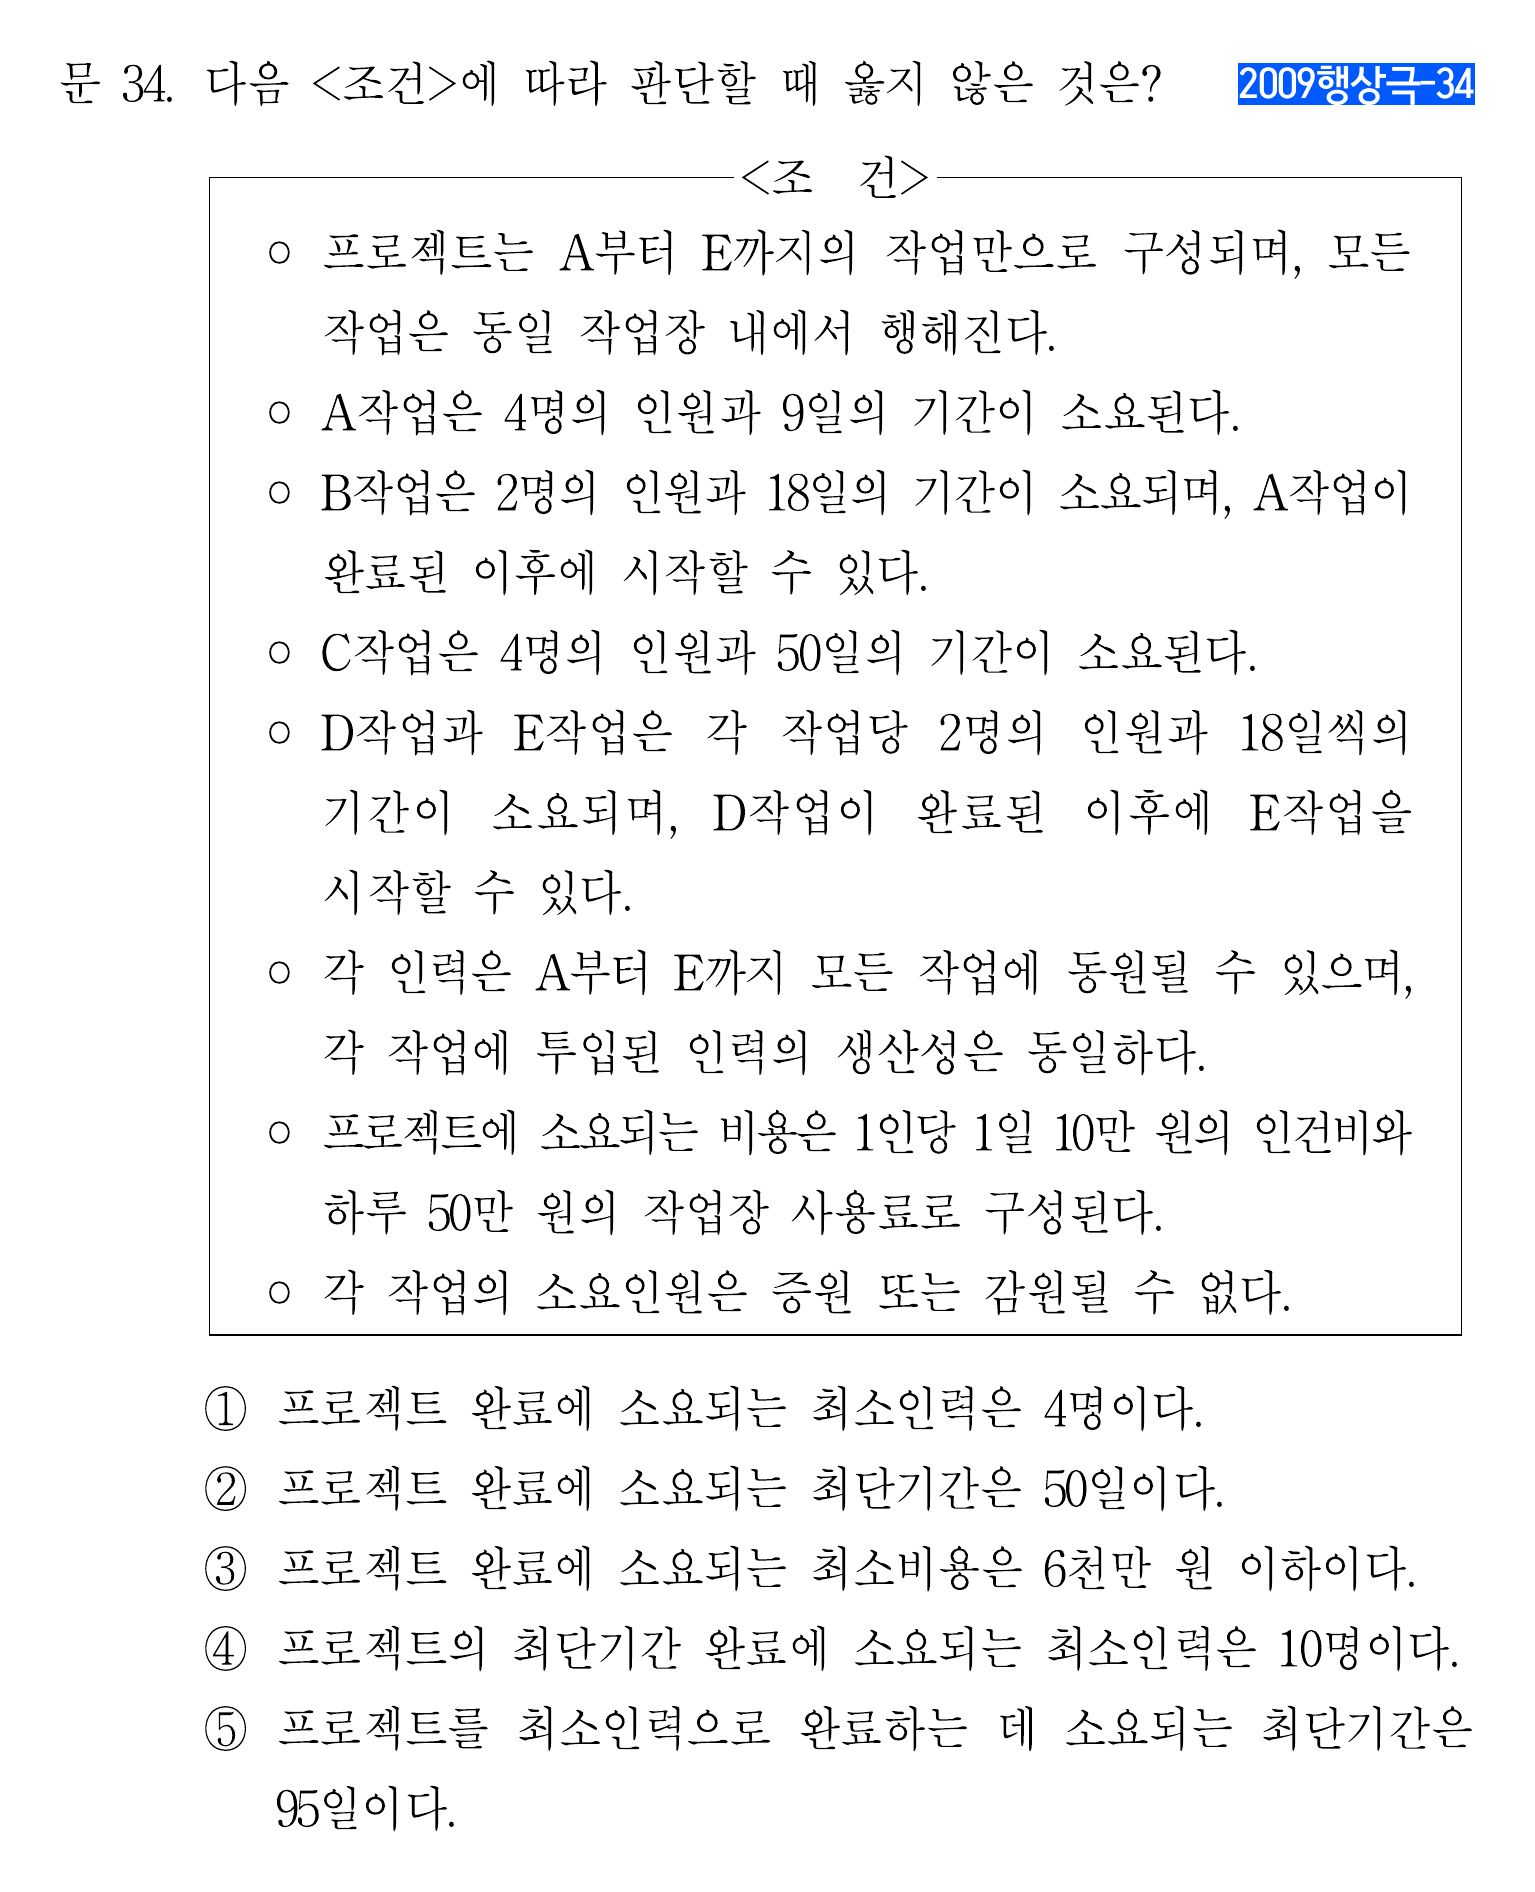 문 34. 다음 <조건>에 따라 판단할 때 옳지 않은 것은? 2009행상극-34
<조 건>
○ 프로젝트는 A부터 E까지의 작업만으로 구성되며, 모든
작업은 동일 작업장 내에서 행해진다.
○ A작업은 4명의 인원과 9일의 기간이 소요된다.
○ B작업은 2명의 인원과 18일의 기간이 소요되며, A작업이
완료된 이후에 시작할 수 있다.
○ C작업은 4명의 인원과 50일의 기간이 소요된다.
○ D작업과 E작업은 각 작업당 2명의 인원과 18일씩의
기간이 소요되며, D작업이 완료된 이후에 E작업을
시작할 수 있다.
○ 각 인력은 A부터 E까지 모든 작업에 동원될 수 있으며,
각 작업에 투입된 인력의 생산성은 동일하다.
○ 프로젝트에 소요되는 비용은 1인당 1일 10만 원의 인건비와
하루 50만 원의 작업장 사용료로 구성된다.
○ 각 작업의 소요인원은 증원 또는 감원될 수 없다.
① 프로젝트 완료에 소요되는 최소인력은 4명이다.
② 프로젝트 완료에 소요되는 최단기간은 50일이다.
③ 프로젝트 완료에 소요되는 최소비용은 6천만 원 이하이다.
④ 프로젝트의 최단기간 완료에 소요되는 최소인력은 10명이다.
⑤ 프로젝트를 최소인력으로 완료하는 데 소요되는 최단기간은
95일이다.